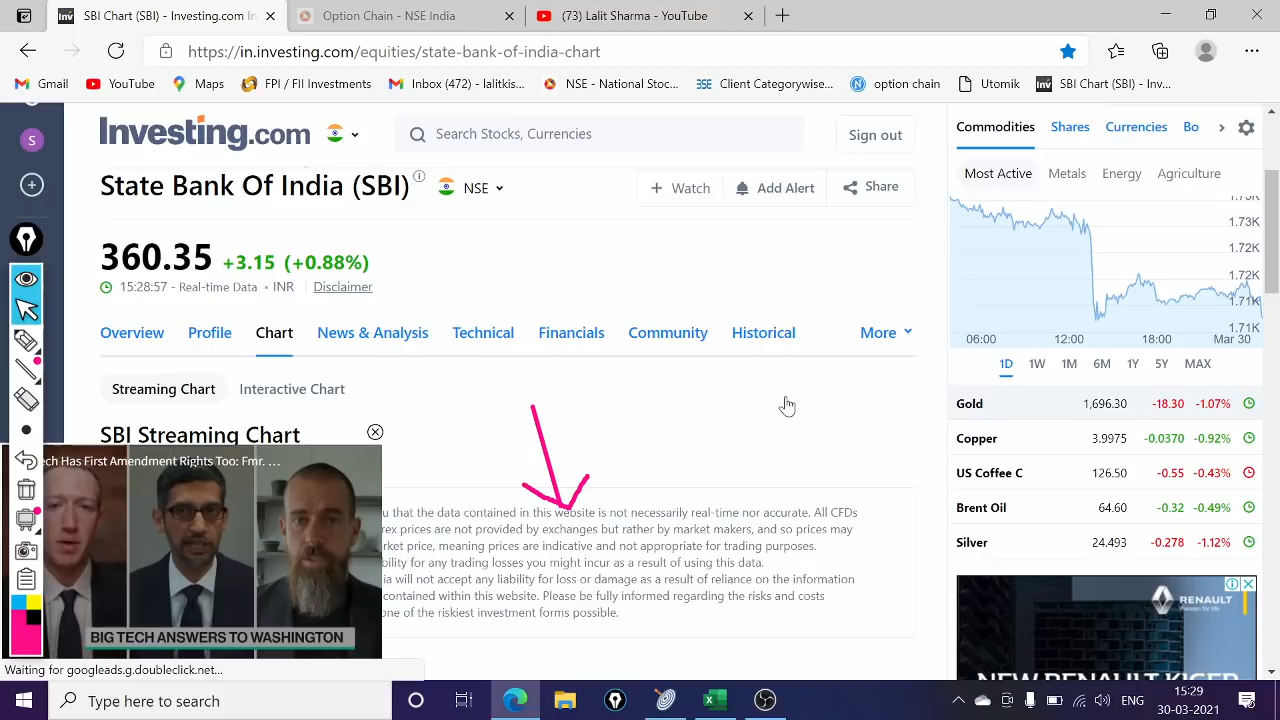 SBI Chart (SBI) - Investing.com In
Option Chain - NSE India
(73) Lalit Sharma - YouTube
https://in.investing.com/equities/state-bank-of-india-chart
Gmail
YouTube
Maps
FPI / FII Investments
Inbox (472) - lalitkis...
NSE - National Stoc...
Client Categorywise...
option chain
Utomik
SBI Chart (SBI) - Inv...
S
Investing.com
Search Stocks, Currencies
Sign out
State Bank Of India (SBI)
NSE
Watch
Add Alert
Share
360.35 +3.15 (+0.88%)
15:28:57 - Real-time Data • INR
Disclaimer
Overview
Profile
Chart
News & Analysis
Technical
Financials
Community
Historical
More
Streaming Chart
Interactive Chart
SBI Streaming Chart
ech Has First Amendment Rights Too: Fmr. ...
BIG TECH ANSWERS TO WASHINGTON
u that the data contained in this website is not necessarily real-time nor accurate. All CFDs
rex prices are not provided by exchanges but rather by market makers, and so prices may
rket price, meaning prices are indicative and not appropriate for trading purposes.
bility for any trading losses you might incur as a result of using this data.
ia will not accept any liability for loss or damage as a result of reliance on the information
contained within this website. Please be fully informed regarding the risks and costs
one of the riskiest investment forms possible.
Commodities
Shares
Currencies
Bo
Most Active
Metals
Energy
Agriculture
1.73K
1.73K
1.72K
1.72K
1.71K
1.71K
06:00
12:00
18:00
Mar 30
1D
1W
1M
6M
1Y
5Y
MAX
Gold 1,696.30 -18.30 -1.07%
Copper 3.9975 -0.0370 -0.92%
US Coffee C 126.50 -0.55 -0.43%
Brent Oil 64.60 -0.32 -0.49%
Silver 24.493 -0.278 -1.12%
RENAULT
Passion for life
NEW RENAULT KIGER
Waiting for googleads.g.doubleclick.net...
Type here to search
ENG
15:29
30-03-2021